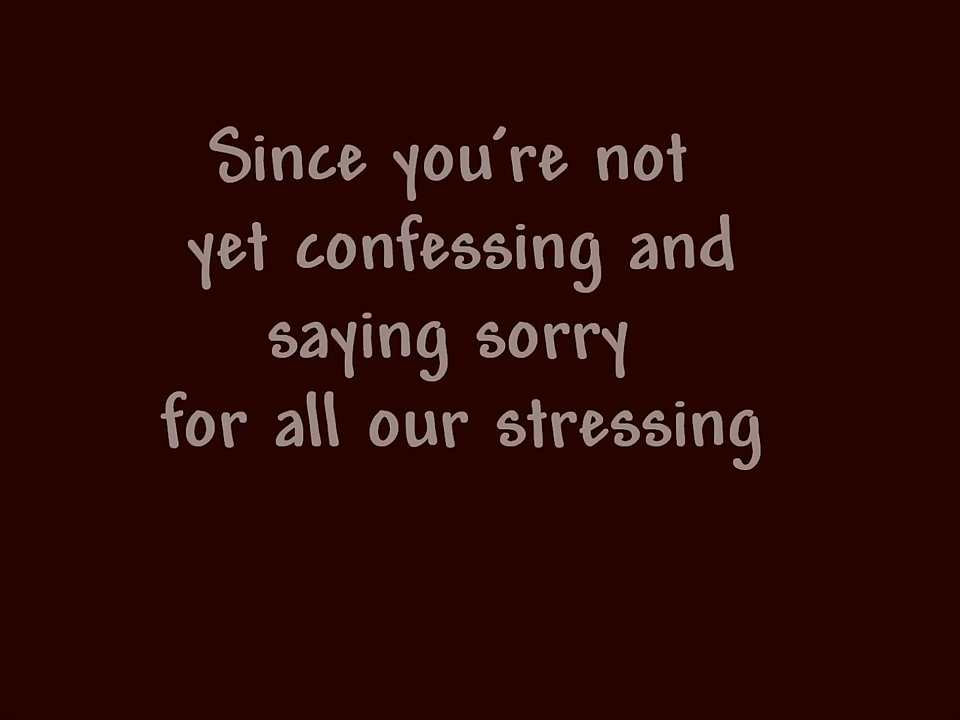 Since you're not
yet confessing and
saying sorry
for all our stressing